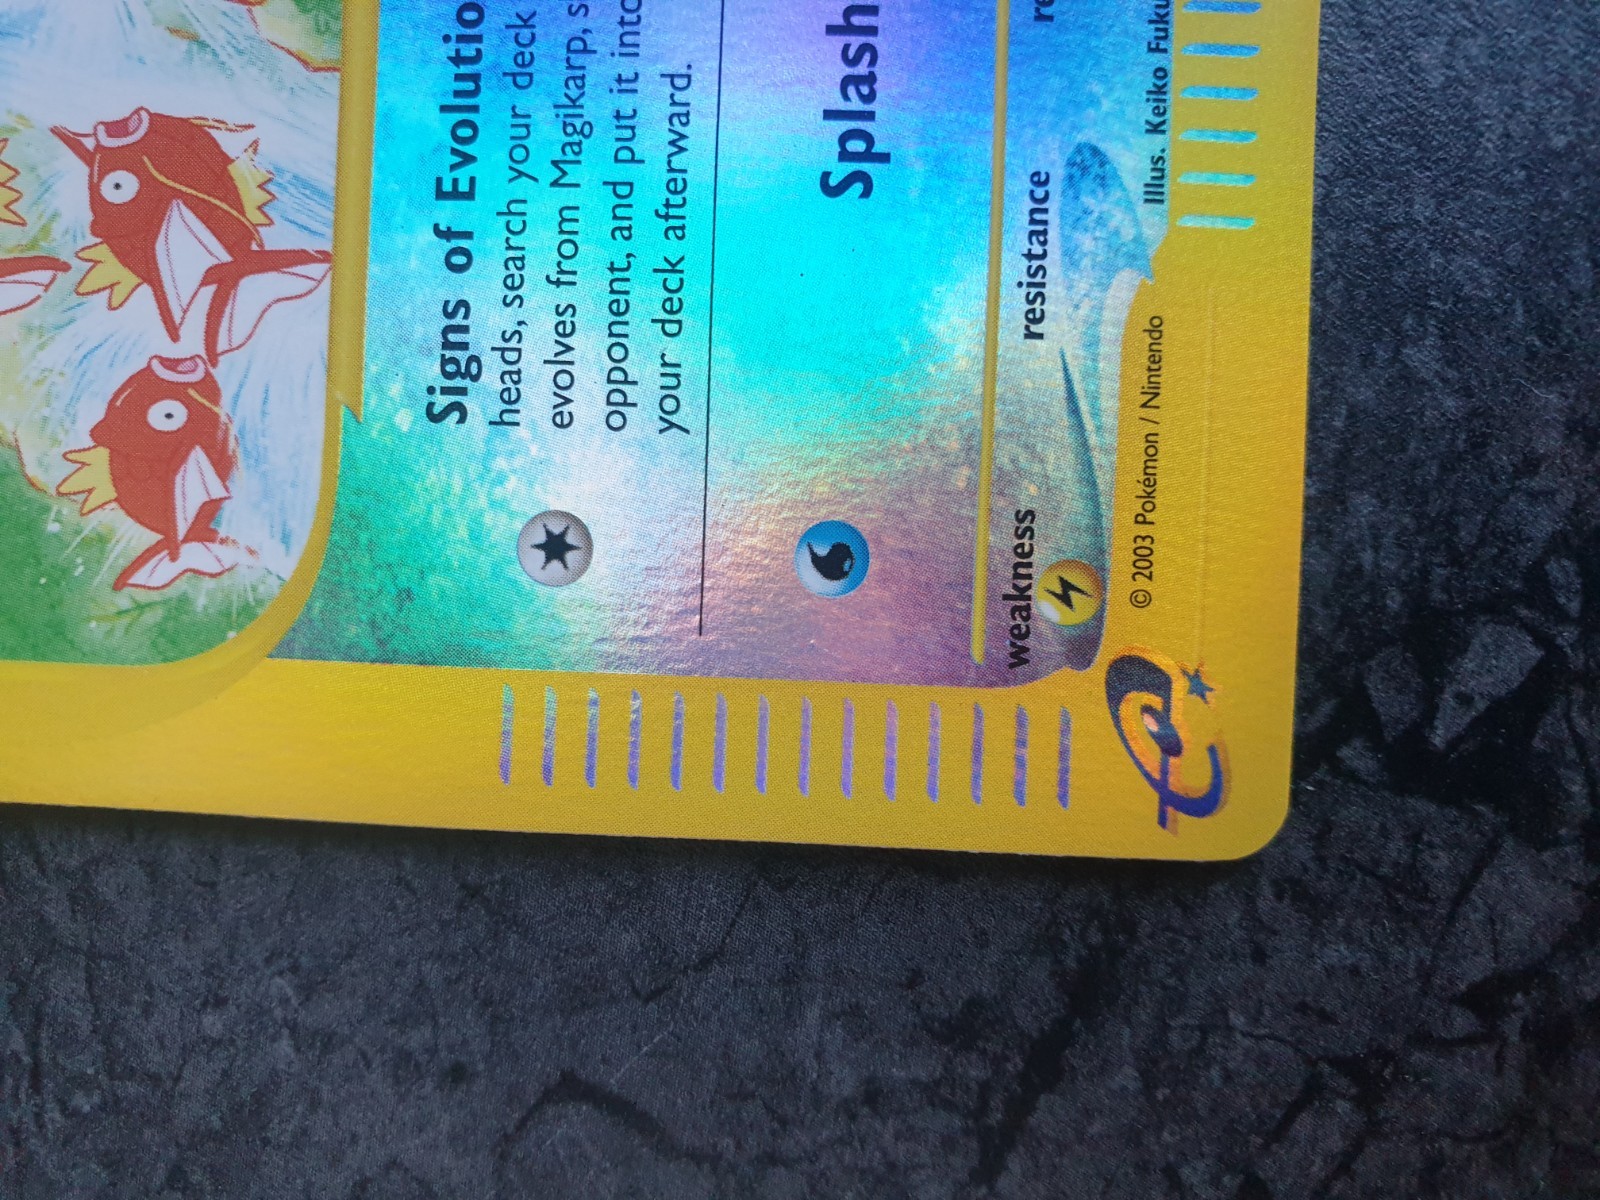 Signs of Evolutio
heads, search your deck
evolves from Magikarp, s
opponent, and put it into
your deck afterward.
Splash
weakness resistance re
Illus. Keiko Fuku
© 2003 Pokémon / Nintendo
e